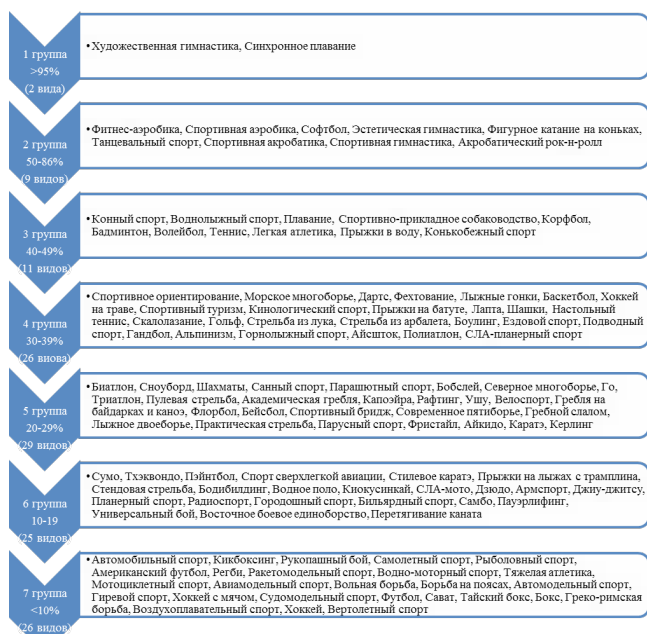 1 группа
>95%
(2 вида)
•Художественная гимнастика, Синхронное плавание
2 группа
50-86%
(9 видов)
•Фитнес-аэробика, Спортивная аэробика, Софтбол, Эстетическая гимнастика, Фигурное катание на коньках,
Танцевальный спорт, Спортивная акробатика, Спортивная гимнастика, Акробатический рок-н-ролл
3 группа
40-49%
(11 видов)
•Конный спорт, Воднолыжный спорт, Плавание, Спортивно-прикладное собаководство, Корфбол,
Бадминтон, Волейбол, Теннис, Легкая атлетика, Прыжки в воду, Конькобежный спорт
4 группа
30-39%
(26 виова)
•Спортивное ориентирование, Морское многоборье, Дартс, Фехтование, Лыжные гонки, Баскетбол, Хоккей
на траве, Спортивный туризм, Кинологический спорт, Прыжки на батуте, Лапта, Шашки, Настольный
теннис, Скалолазание, Гольф, Стрельба из лука, Стрельба из арбалета, Боулинг, Ездовой спорт, Подводный
спорт, Гандбол, Альпинизм, Горнолыжный спорт, Айсшток, Полиатлон, СЛА-планерный спорт
5 группа
20-29%
(29 видов)
•Биатлон, Сноуборд, Шахматы, Санный спорт, Парашютный спорт, Бобслей, Северное многоборье, Го,
Триатлон, Пулевая стрельба, Академическая гребля, Капоэйра, Рафтинг, Ушу, Велоспорт, Гребля на
байдарках и каноэ, Флорбол, Бейсбол, Спортивный бридж, Современное пятиборье, Гребной слалом,
Лыжное двоеборье, Практическая стрельба, Парусный спорт, Фристайл, Айкидо, Каратэ, Керлинг
6 группа
10-19
(25 видов)
•Сумо, Тхэквондо, Пэйнтбол, Спорт сверхлегкой авиации, Стилевое каратэ, Прыжки на лыжах с трамплина,
Стендовая стрельба, Бодибилдинг, Водное поло, Киокусинкай, СЛА-мото, Дзюдо, Армспорт, Джиу-джитсу,
Планерный спорт, Радиоспорт, Городошный спорт, Бильярдный спорт, Самбо, Пауэрлифинг,
Универсальный бой, Восточное боевое единоборство, Перетягивание каната
7 группа
<10%
(26 видов)
•Автомобильный спорт, Кикбоксинг, Рукопашный бой, Самолетный спорт, Рыболовный спорт,
Американский футбол, Регби, Ракетомодельный спорт, Водно-моторный спорт, Тяжелая атлетика,
Мотоциклетный спорт, Авиамодельный спорт, Вольная борьба, Борьба на поясах, Автомодельный спорт,
Гиревой спорт, Хоккей с мячом, Судомодельный спорт, Футбол, Сават, Тайский бокс, Бокс, Греко-римская
борьба, Воздухоплавательный спорт, Хоккей, Вертолетный спорт